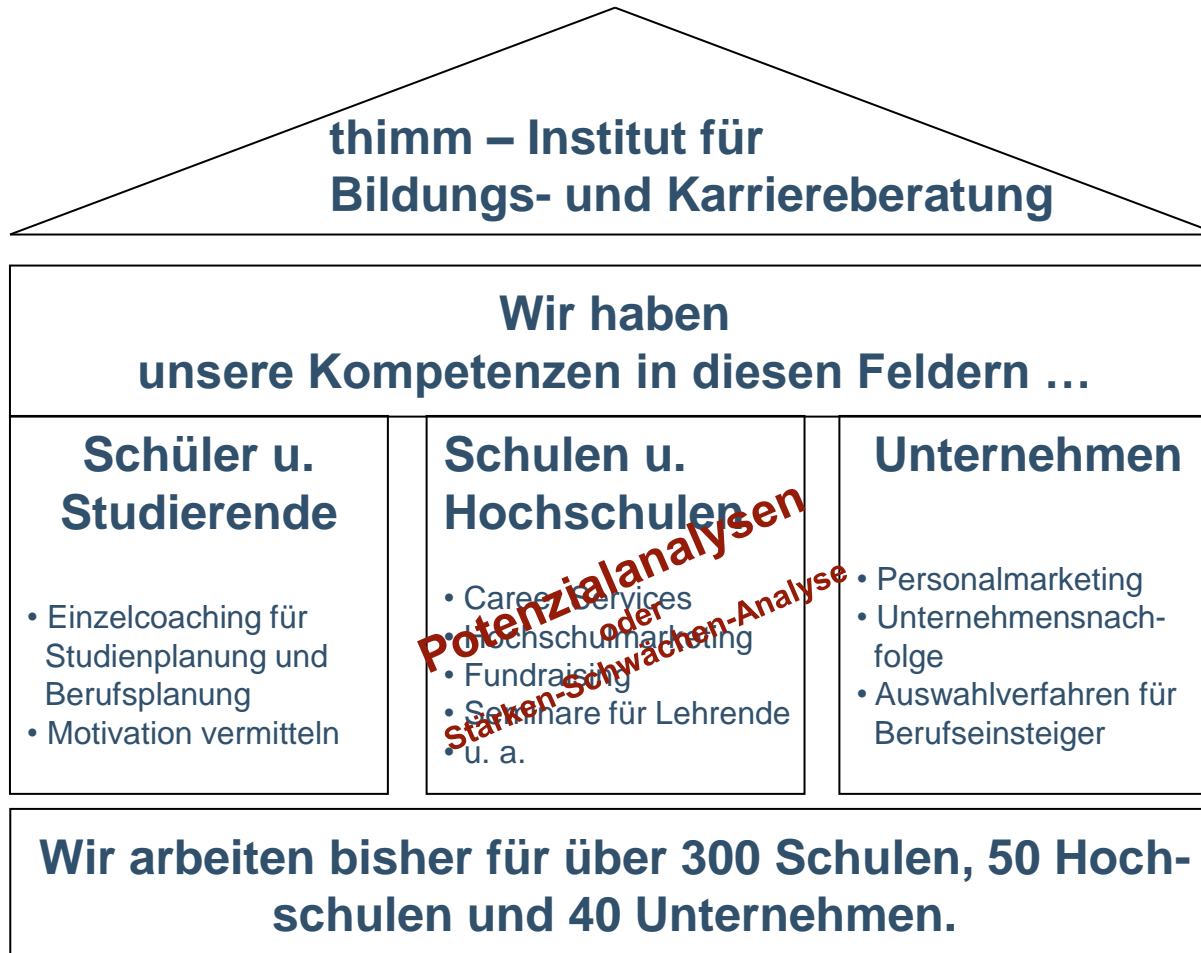 thimm – Institut für
Bildungs- und Karriereberatung
Wir haben
unsere Kompetenzen in diesen Feldern …
Schüler u.
Studierende
• Einzelcoaching für
Studienplanung und
Berufsplanung
• Motivation vermitteln
Schulen u.
Hochschulen
• Career Services
• Hochschulmarketing
• Fundraising
• Seminare für Lehrende
• u. a.
Potenzialanalysen
oder
Stärken-Schwächen-Analyse
Unternehmen
• Personalmarketing
• Unternehmensnach-
folge
• Auswahlverfahren für
Berufseinsteiger
Wir arbeiten bisher für über 300 Schulen, 50 Hoch-
schulen und 40 Unternehmen.